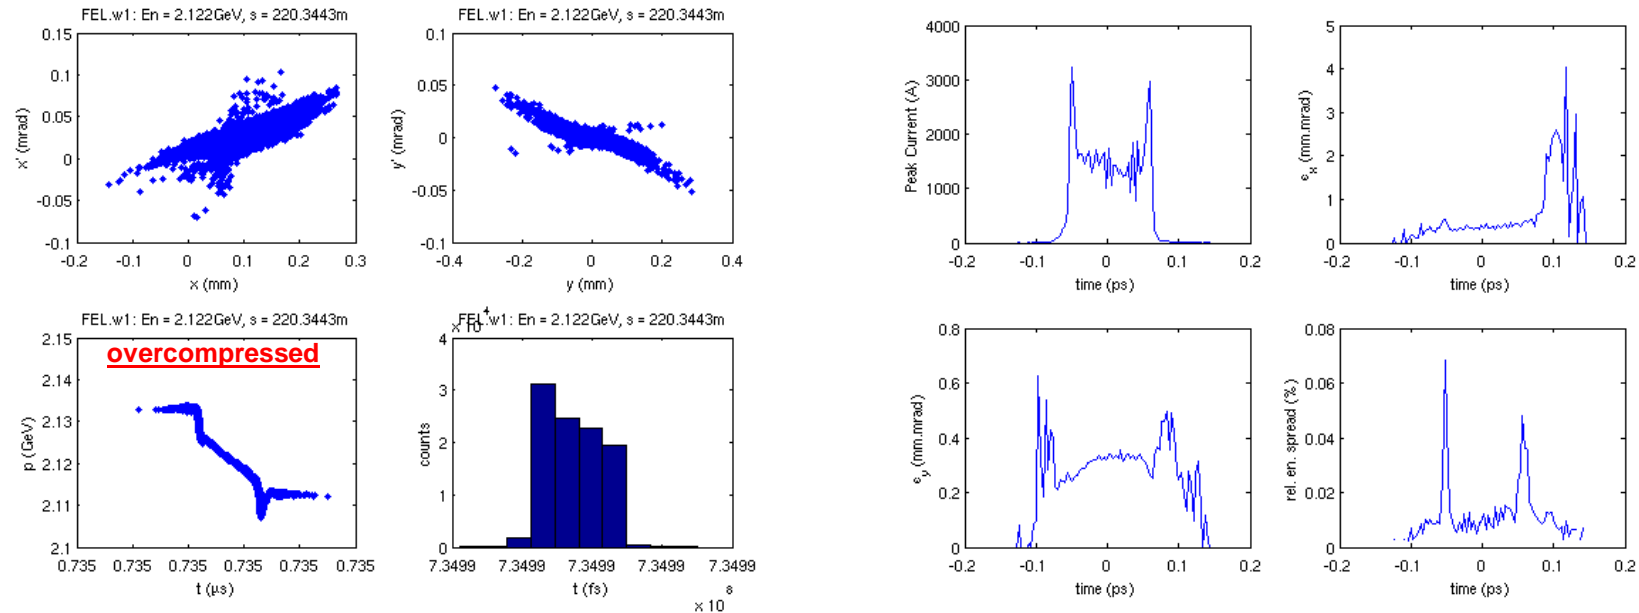 FEL.w1: En = 2.122GeV, s = 220.3443m
0.15
0.1
0.05
0
-0.05
-0.1
x' (mrad)
-0.2 -0.1 0 0.1 0.2 0.3
x (mm)
FEL.w1: En = 2.122GeV, s = 220.3443m
0.1
0.05
0
-0.05
-0.1
y' (mrad)
-0.4 -0.2 0 0.2 0.4
y (mm)
4000
3000
2000
1000
0
Peak Current (A)
-0.2 -0.1 0 0.1 0.2
time (ps)
5
4
3
2
1
0
ϵx (mm.mrad)
-0.2 -0.1 0 0.1 0.2
time (ps)
FEL.w1: En = 2.122GeV, s = 220.3443m
overcompressed
2.15
2.14
2.13
2.12
2.11
2.1
p (GeV)
0.735 0.735 0.735 0.735 0.735 0.735
t (μs)
x 10^4
FEL.w1: En = 2.122GeV, s = 220.3443m
4
3
2
1
0
counts
7.3499 7.3499 7.3499 7.3499 7.3499
t (fs)
x 10^8
0.8
0.6
0.4
0.2
0
ϵy (mm.mrad)
-0.2 -0.1 0 0.1 0.2
time (ps)
0.08
0.06
0.04
0.02
0
rel. en. spread (%)
-0.2 -0.1 0 0.1 0.2
time (ps)